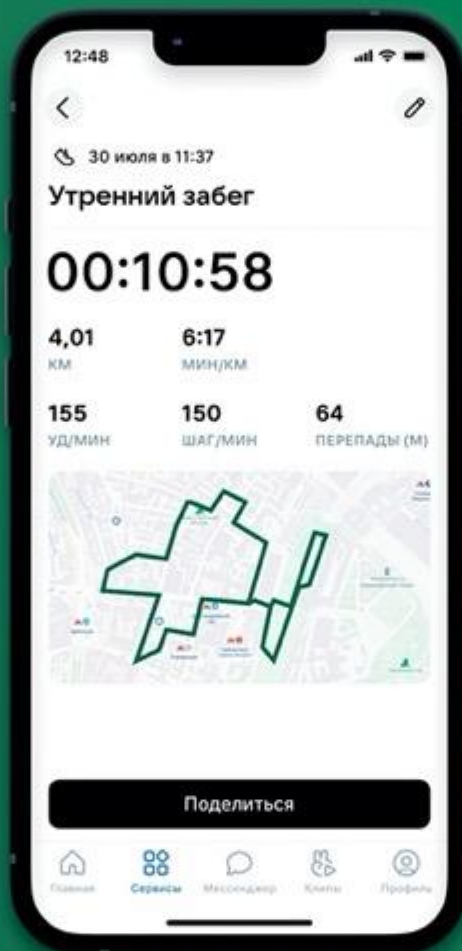 12:48
30 июля в 11:37
Утренний забег
00:10:58
4,01 6:17
КМ МИН/КМ
155 150 64
УД/МИН ШАГ/МИН ПЕРЕПАДЫ (М)
Поделиться
Главная Сервисы Мессенджер Клипы Профиль